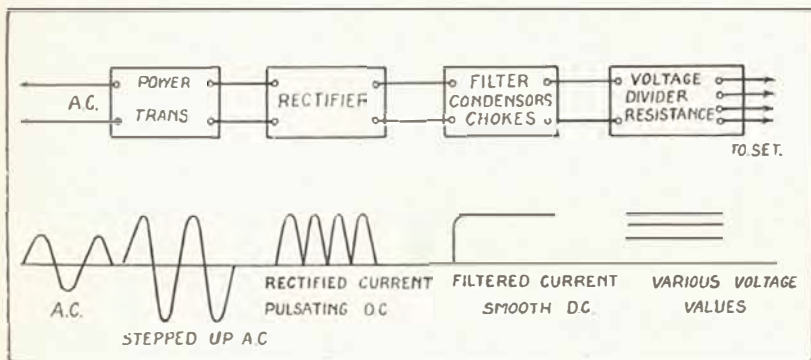 A.C.
POWER
TRANS
RECTIFIER
FILTER
CONDENSORS
CHOKES
VOLTAGE
DIVIDER
RESISTANCE
TO SET.
A.C.
STEPPED UP A.C
RECTIFIED CURRENT
PULSATING D.C
FILTERED CURRENT
SMOOTH D.C.
VARIOUS VOLTAGE
VALUES